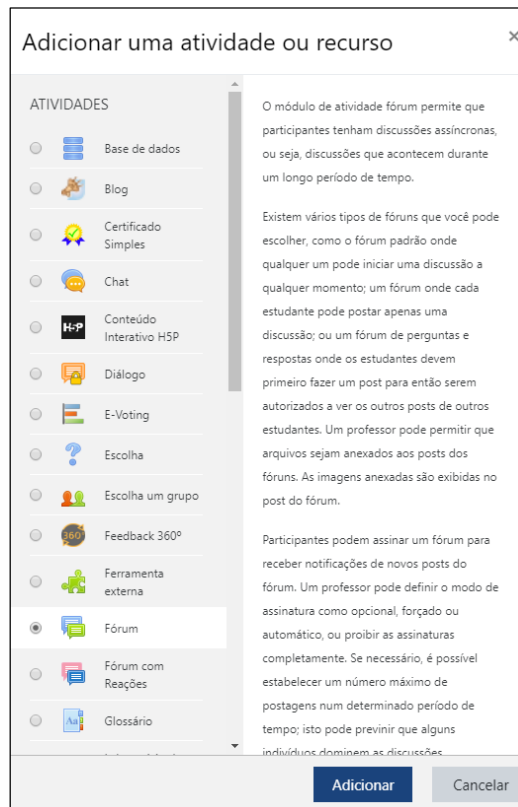 Adicionar uma atividade ou recurso
×
ATIVIDADES
Base de dados
Blog
Certificado
Simples
Chat
H-P
Conteúdo
Interativo H5P
Diálogo
E-Voting
? Escolha
Escolha um grupo
360°
Feedback 360º
Ferramenta
externa
Fórum
Fórum com
Reações
Aa
Glossário
O módulo de atividade fórum permite que
participantes tenham discussões assíncronas,
ou seja, discussões que acontecem durante
um longo período de tempo.
Existem vários tipos de fóruns que você pode
escolher, como o fórum padrão onde
qualquer um pode iniciar uma discussão a
qualquer momento; um fórum onde cada
estudante pode postar apenas uma
discussão; ou um fórum de perguntas e
respostas onde os estudantes devem
primeiro fazer um post para então serem
autorizados a ver os outros posts de outros
estudantes. Um professor pode permitir que
arquivos sejam anexados aos posts dos
fóruns. As imagens anexadas são exibidas no
post do fórum.
Participantes podem assinar um fórum para
receber notificações de novos posts do
fórum. Um professor pode definir o modo de
assinatura como opcional, forçado ou
automático, ou proibir as assinaturas
completamente. Se necessário, é possível
estabelecer um número máximo de
postagens num determinado período de
tempo; isto pode previnir que alguns
indivíduos dominem as discussões.
Adicionar
Cancelar